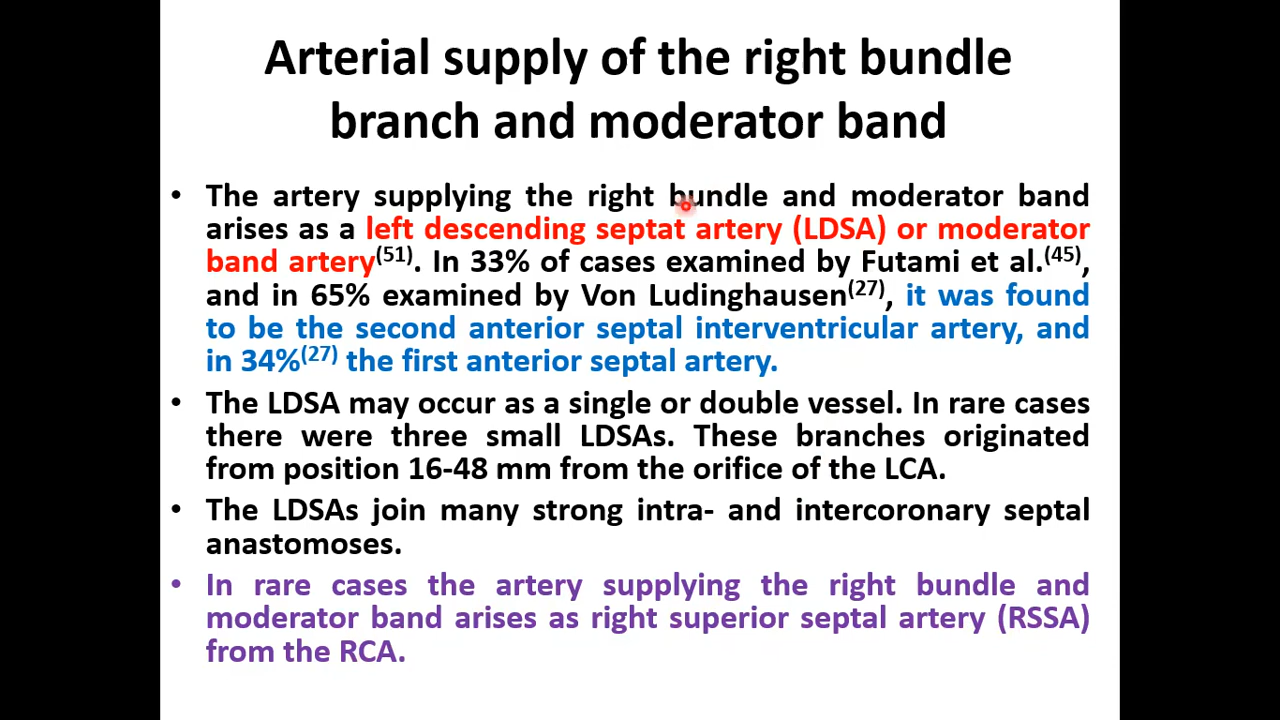 Arterial supply of the right bundle
branch and moderator band
• The artery supplying the right bundle and moderator band
arises as a left descending septat artery (LDSA) or moderator
band artery(51). In 33% of cases examined by Futami et al.(45),
and in 65% examined by Von Ludinghausen(27), it was found
to be the second anterior septal interventricular artery, and
in 34%(27) the first anterior septal artery.
• The LDSA may occur as a single or double vessel. In rare cases
there were three small LDSAs. These branches originated
from position 16-48 mm from the orifice of the LCA.
• The LDSAs join many strong intra- and intercoronary septal
anastomoses.
• In rare cases the artery supplying the right bundle and
moderator band arises as right superior septal artery (RSSA)
from the RCA.